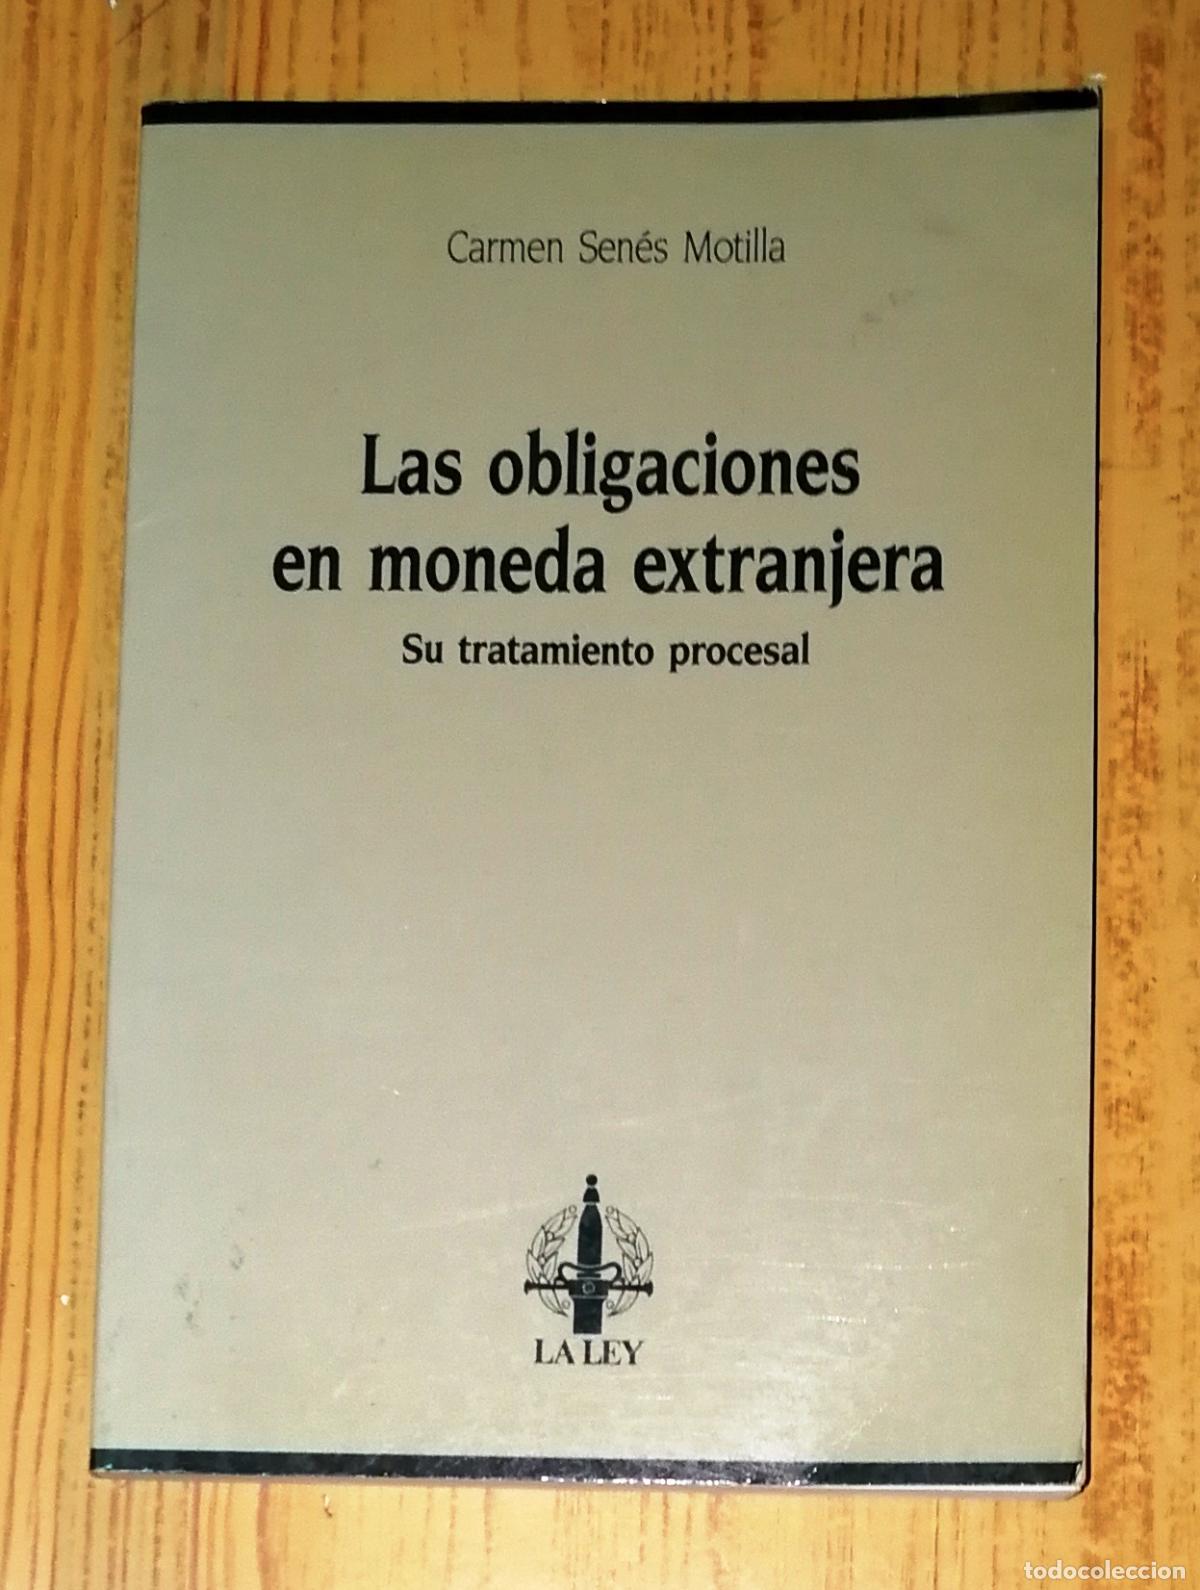 Carmen Senés Motilla
Las obligaciones
en moneda extranjera
Su tratamiento procesal
LA LEY
todocoleccion